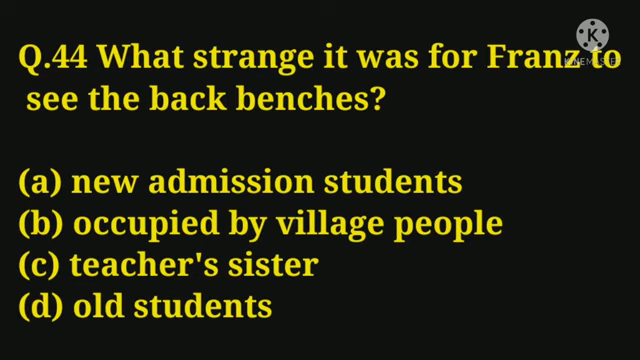 Q.44 What strange it was for Franz to
see the back benches?
(a) new admission students
(b) occupied by village people
(c) teacher's sister
(d) old students
K
KINEMASTER